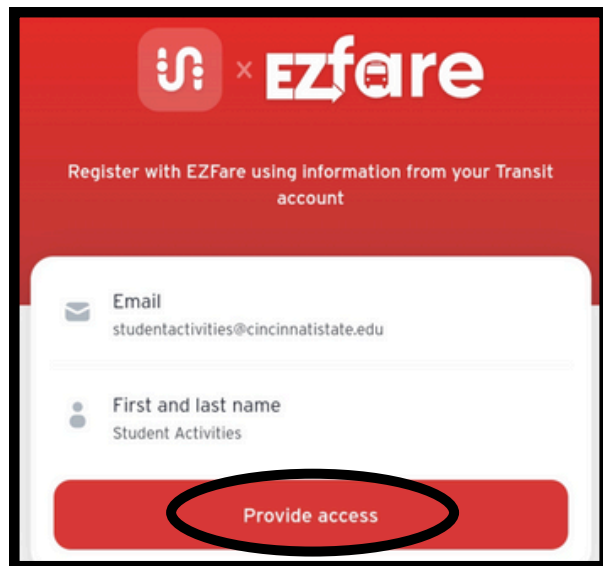 × EZfare
Register with EZFare using information from your Transit
account
Email
studentactivities@cincinnatistate.edu
First and last name
Student Activities
Provide access